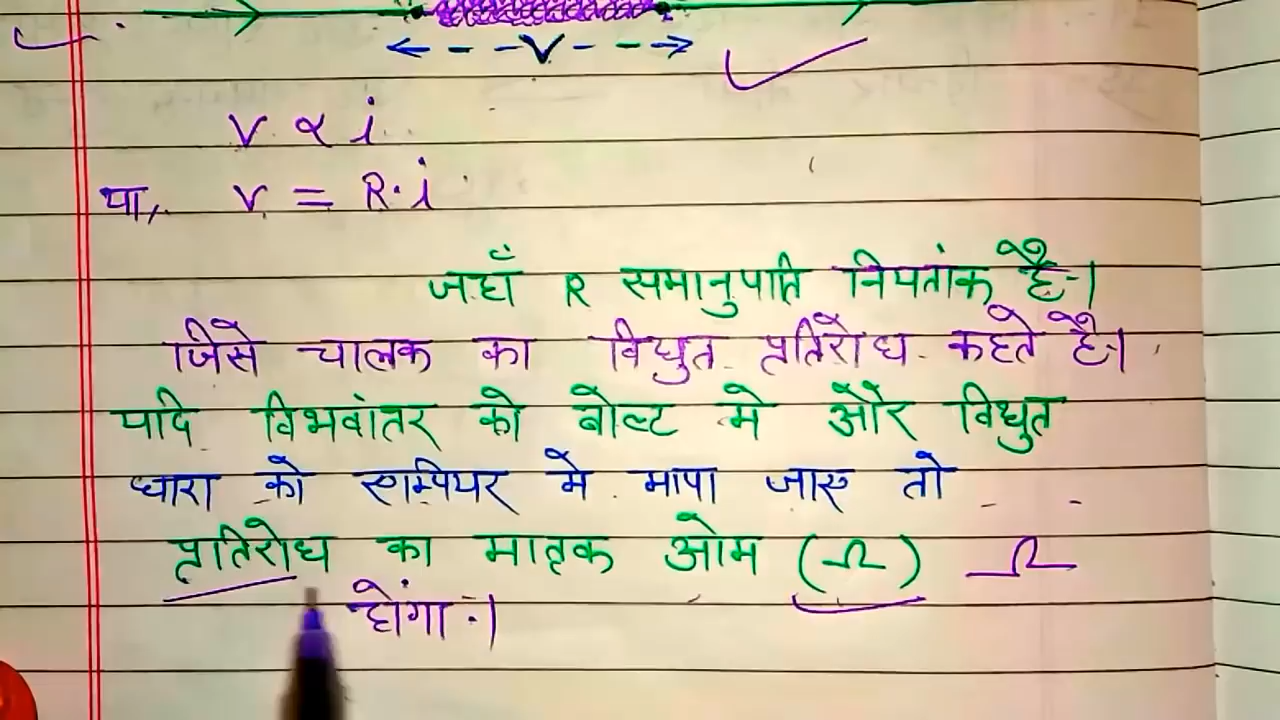 V
V ∝ i
या, V = R·i
जहाँ R समानुपाति नियतांक है।
जिसे चालक का विधुत प्रतिरोध कहते है।
यदि विभवांतर को वोल्ट मे और विधुत
धारा को एम्पियर मे मापा जाए तो
प्रतिरोध का मात्रक ओम (Ω) Ω
होंगा।